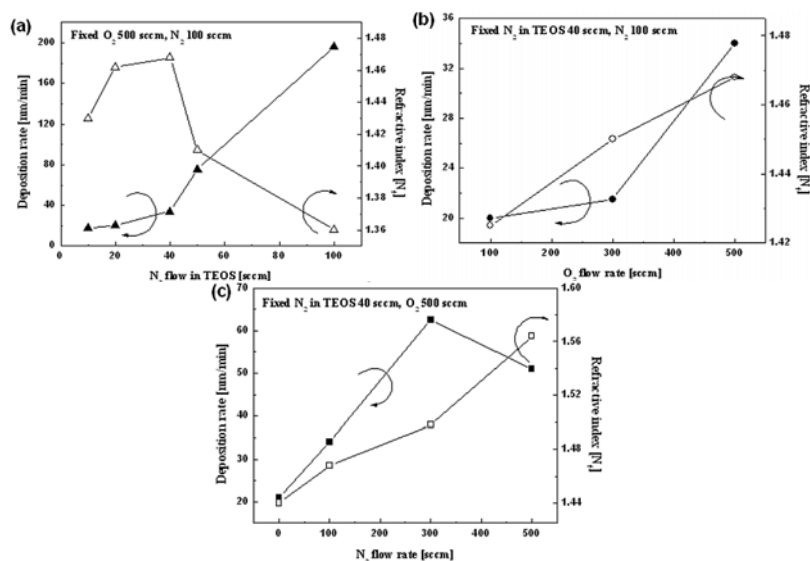 (a)
Fixed O2 500 sccm, N2 100 sccm
Deposition rate [nm/min]
200
180
160
140
120
100
80
60
40
20
0
1.48
1.46
1.44
1.42
1.40
1.38
1.36
Refractive index [Nf]
0 20 40 60 80 100
N2 flow in TEOS [sccm]
(b)
Fixed N2 in TEOS 40 sccm, N2 100 sccm
Deposition rate [nm/min]
36
32
28
24
20
1.48
1.46
1.44
1.42
Refractive index [Nf]
100 200 300 400 500
O2 flow rate [sccm]
(c)
Fixed N2 in TEOS 40 sccm, O2 500 sccm
Deposition rate [nm/min]
70
60
50
40
30
20
1.60
1.56
1.52
1.48
1.44
Refractive index [Nf]
0 100 200 300 400 500
N2 flow rate [sccm]